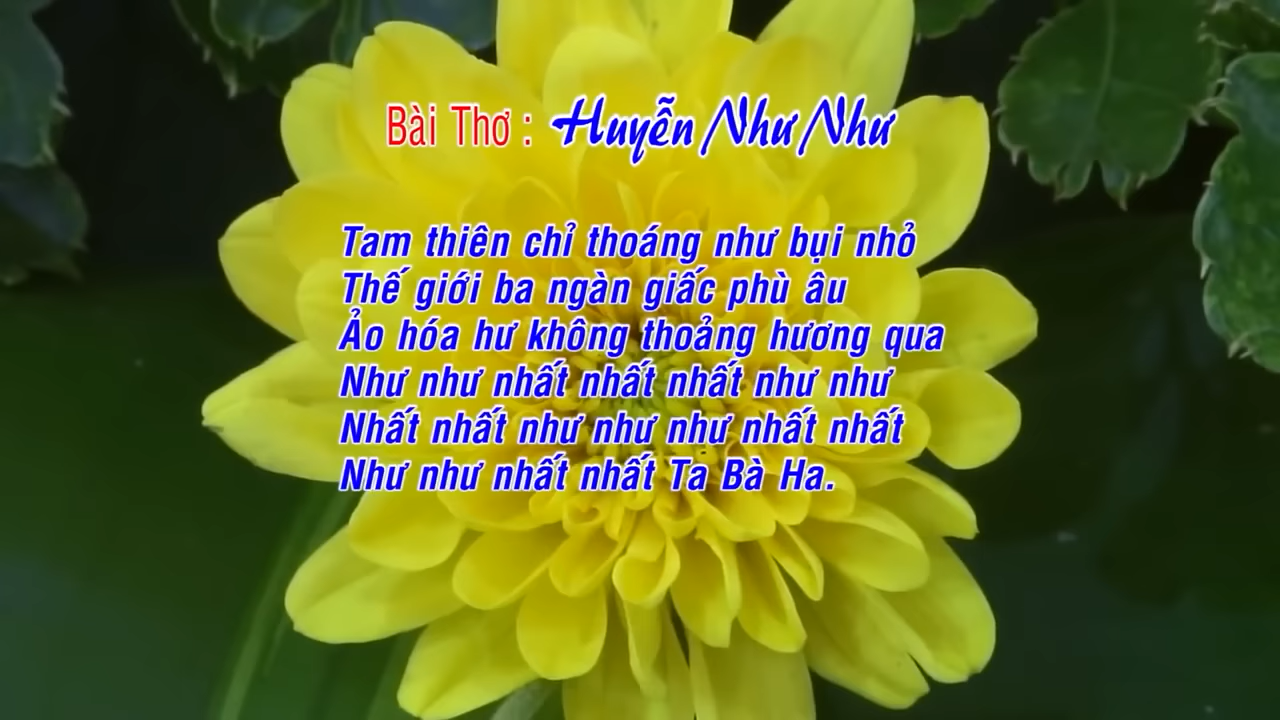 Bài Thơ : Huyễn Như Như
Tam thiên chỉ thoáng như bụi nhỏ
Thế giới ba ngàn giấc phù âu
Ảo hóa hư không thoảng hương qua
Như như nhất nhất nhất như như
Nhất nhất như như như nhất nhất
Như như nhất nhất Ta Bà Ha.